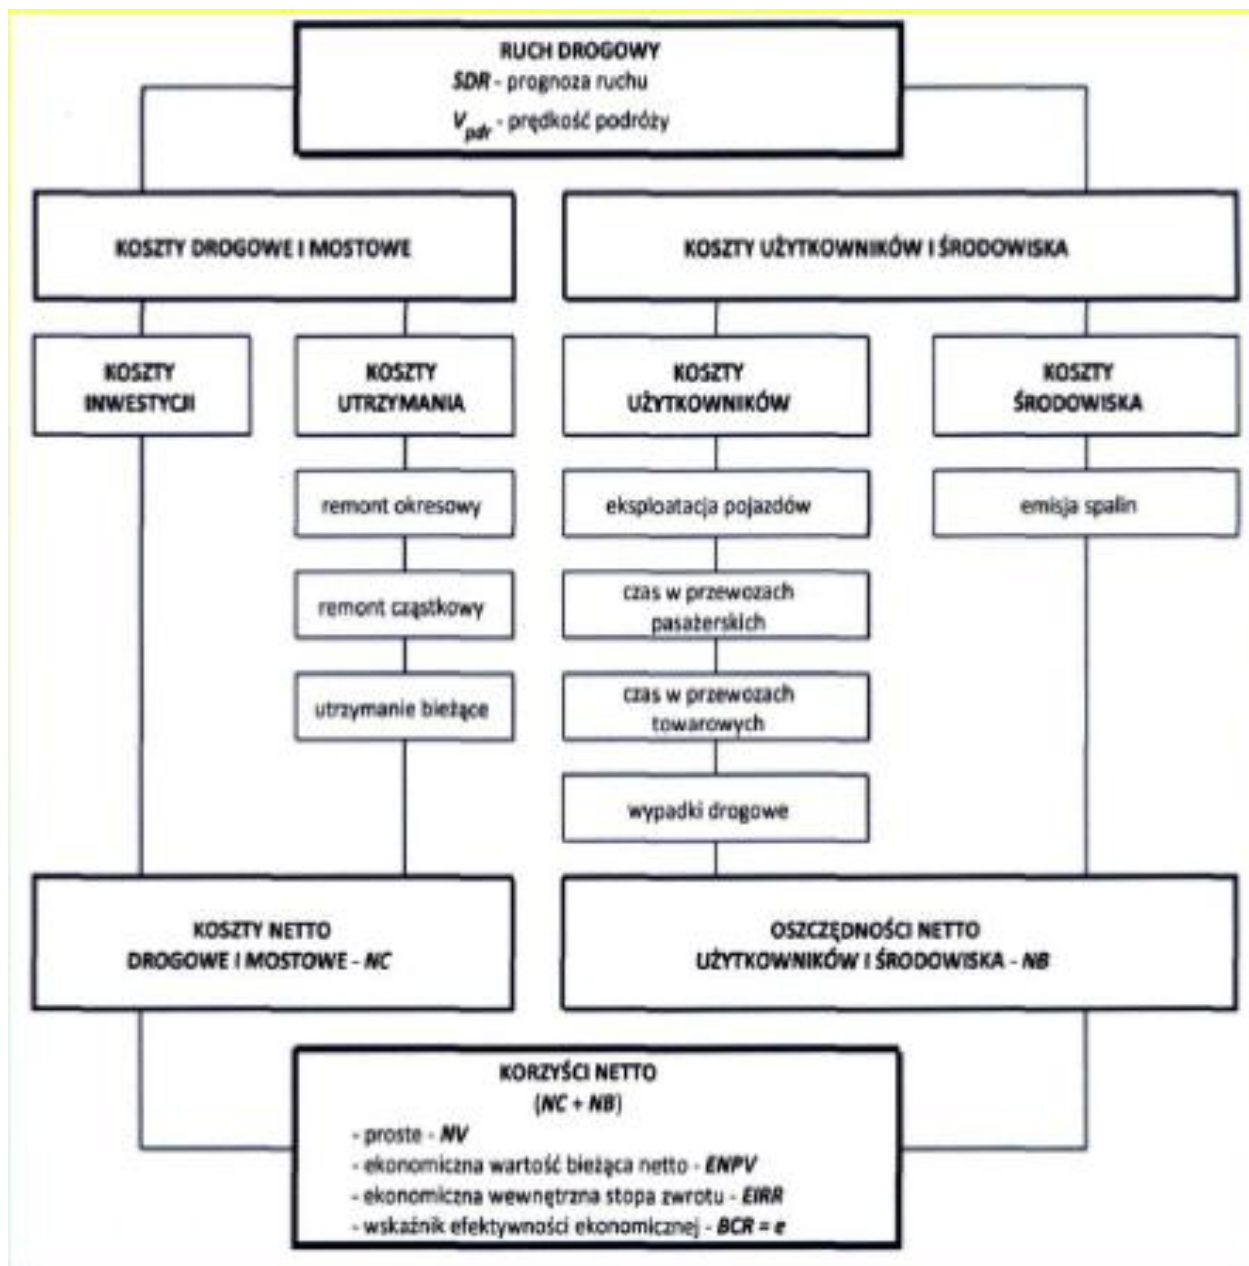 RUCH DROGOWY
SDR - prognoza ruchu
Vpdr - prędkość podróży
KOSZTY DROGOWE I MOSTOWE
KOSZTY UŻYTKOWNIKÓW I ŚRODOWISKA
KOSZTY
INWESTYCJI
KOSZTY
UTRZYMANIA
KOSZTY
UŻYTKOWNIKÓW
KOSZTY
ŚRODOWISKA
remont okresowy
eksploatacja pojazdów
emisja spalin
remont cząstkowy
czas w przewozach
pasażerskich
utrzymanie bieżące
czas w przewozach
towarowych
wypadki drogowe
KOSZTY NETTO
DROGOWE I MOSTOWE - NC
OSZCZĘDNOŚCI NETTO
UŻYTKOWNIKÓW I ŚRODOWISKA - NB
KORZYŚCI NETTO
(NC + NB)
- proste - NV
- ekonomiczna wartość bieżąca netto - ENPV
- ekonomiczna wewnętrzna stopa zwrotu - EIRR
- wskaźnik efektywności ekonomicznej - BCR = e